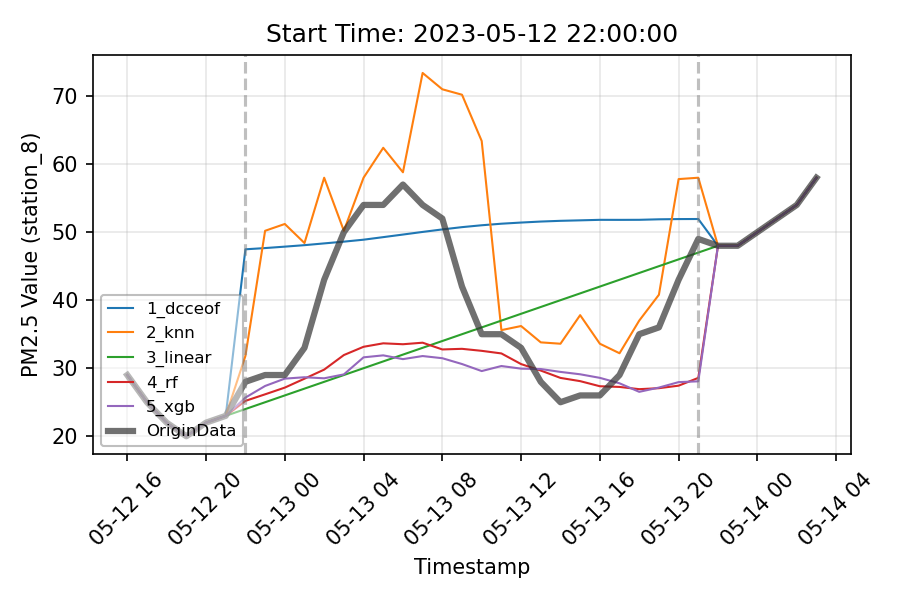 Start Time: 2023-05-12 22:00:00
PM2.5 Value (station_8)
70
60
50
40
30
20
1_dcceof
2_knn
3_linear
4_rf
5_xgb
OriginData
05-12 16
05-12 20
05-13 00
05-13 04
05-13 08
05-13 12
05-13 16
05-13 20
05-14 00
05-14 04
Timestamp